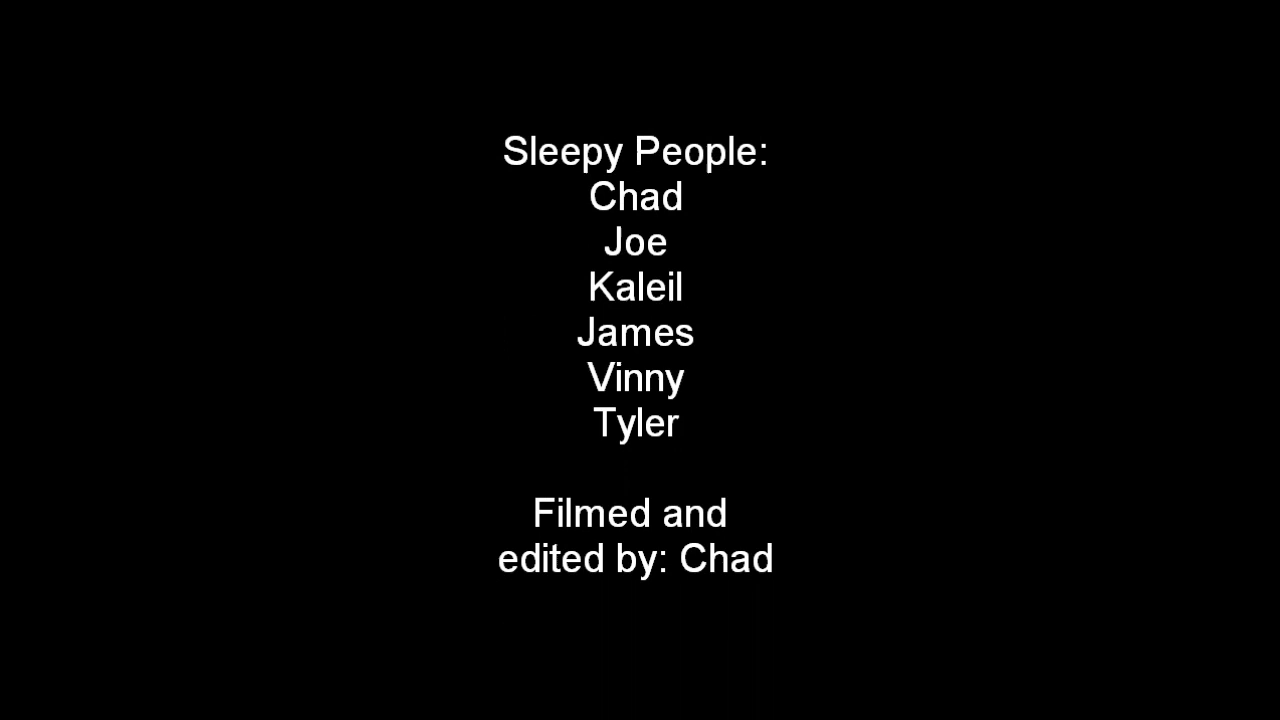 Sleepy People:
Chad
Joe
Kaleil
James
Vinny
Tyler
Filmed and
edited by: Chad